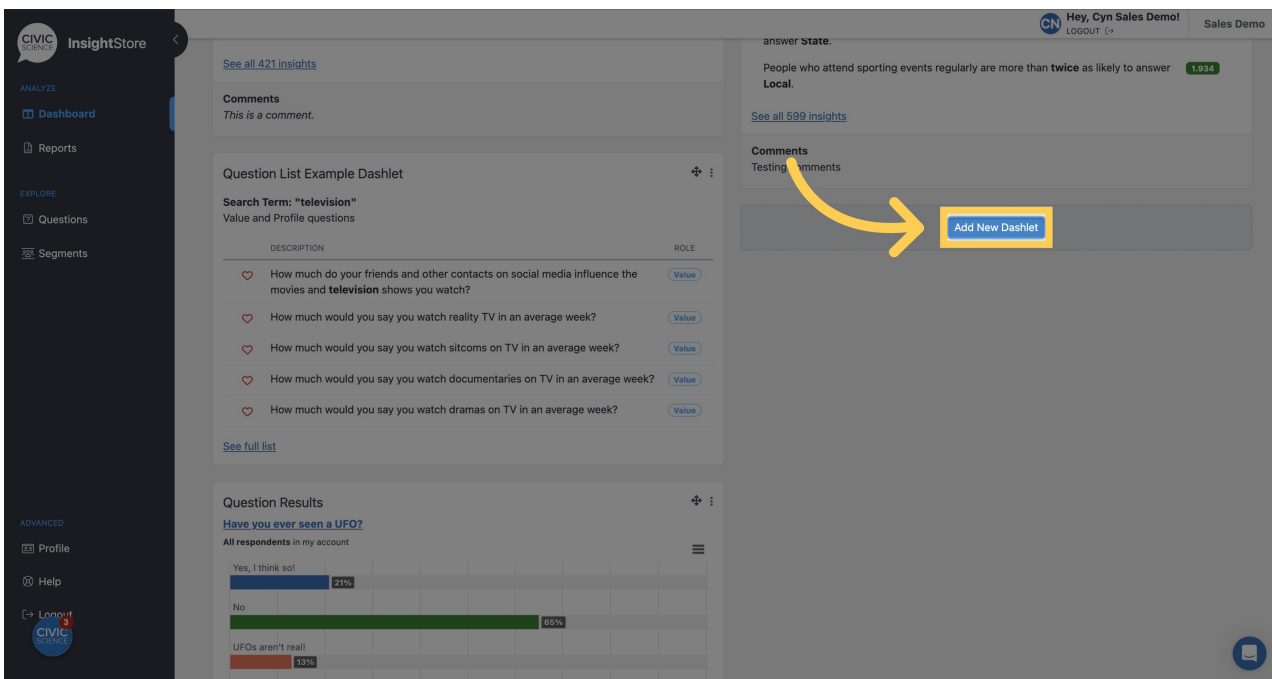 CIVIC
SCIENCE
InsightStore
ANALYZE
Dashboard
Reports
EXPLORE
Questions
Segments
ADVANCED
Profile
Help
Logout
3
CIVIC
SCIENCE
CN
Hey, Cyn Sales Demo!
LOGOUT
Sales Demo
See all 421 insights
Comments
This is a comment.
Question List Example Dashlet
Search Term: "television"
Value and Profile questions
DESCRIPTION ROLE
How much do your friends and other contacts on social media influence the Value
movies and television shows you watch?
How much would you say you watch reality TV in an average week? Value
How much would you say you watch sitcoms on TV in an average week? Value
How much would you say you watch documentaries on TV in an average week? Value
How much would you say you watch dramas on TV in an average week? Value
See full list
Question Results
Have you ever seen a UFO?
All respondents in my account
Yes, I think so!
21%
No
65%
UFOs aren't real!
13%
answer State.
People who attend sporting events regularly are more than twice as likely to answer 1.934
Local.
See all 599 insights
Comments
Testing comments
Add New Dashlet